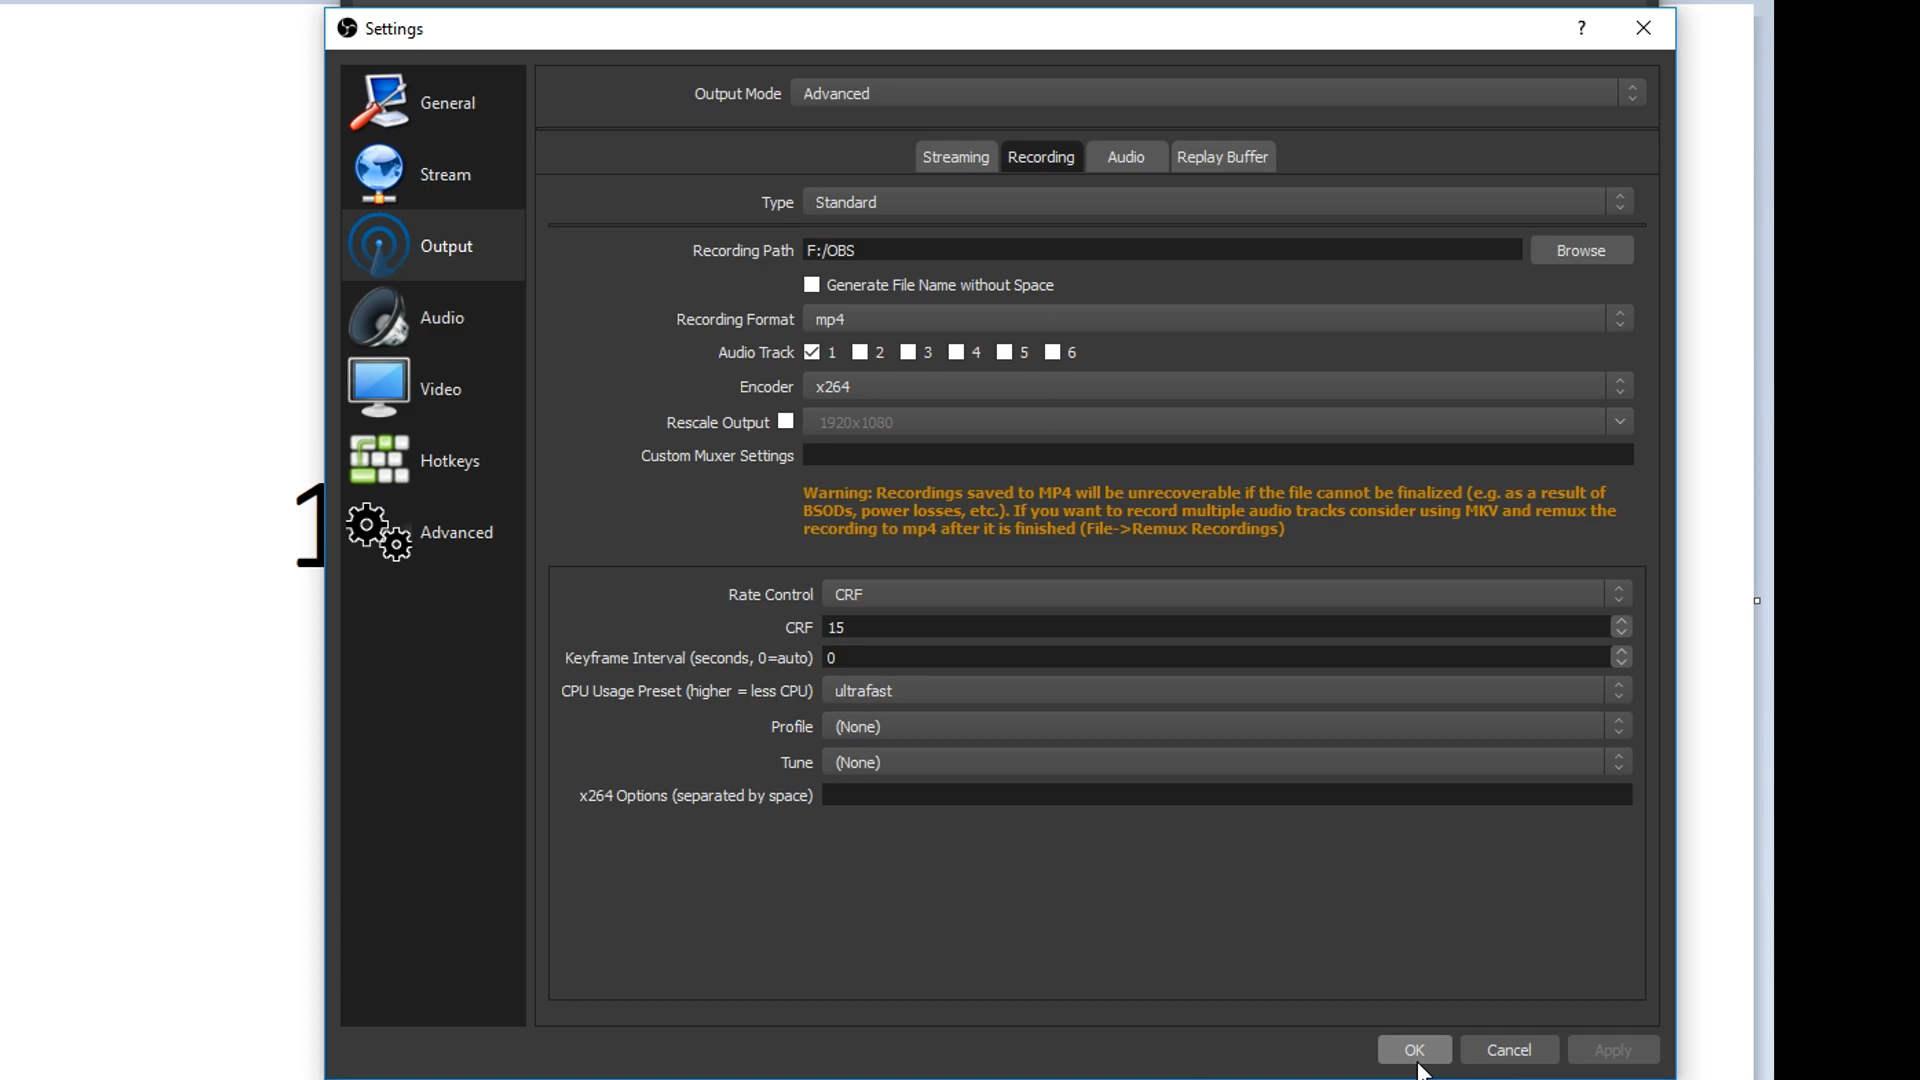 Settings
?
General
Stream
Output
Audio
Video
Hotkeys
Advanced
1
Output Mode Advanced
Streaming Recording Audio Replay Buffer
Type Standard
Recording Path F:/OBS Browse
Generate File Name without Space
Recording Format mp4
Audio Track 1 2 3 4 5 6
Encoder x264
Rescale Output 1920x1080
Custom Muxer Settings
Warning: Recordings saved to MP4 will be unrecoverable if the file cannot be finalized (e.g. as a result of
BSODs, power losses, etc.). If you want to record multiple audio tracks consider using MKV and remux the
recording to mp4 after it is finished (File->Remux Recordings)
Rate Control CRF
CRF 15
Keyframe Interval (seconds, 0=auto) 0
CPU Usage Preset (higher = less CPU) ultrafast
Profile (None)
Tune (None)
x264 Options (separated by space)
OK Cancel Apply